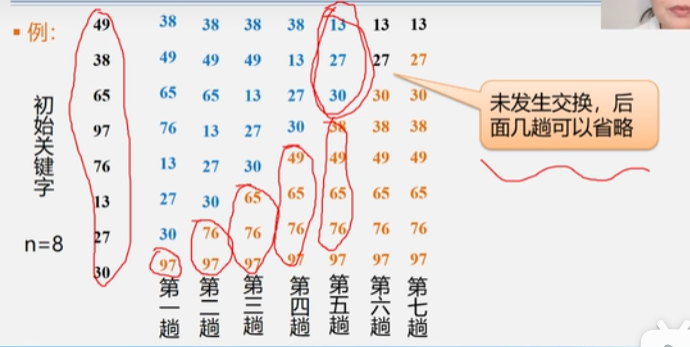 例:
49 38 38 38 38 13 13 13
38 49 49 49 13 27 27 27
65 65 65 13 27 30 30 30
97 76 13 27 30 38 38 38
76 13 27 30 49 49 49 49
13 27 30 65 65 65 65 65
27 30 76 76 76 76 76 76
30 97 97 97 97 97 97 97
初始关键字
n=8
第一趟
第二趟
第三趟
第四趟
第五趟
第六趟
第七趟
未发生交换，后
面几趟可以省略